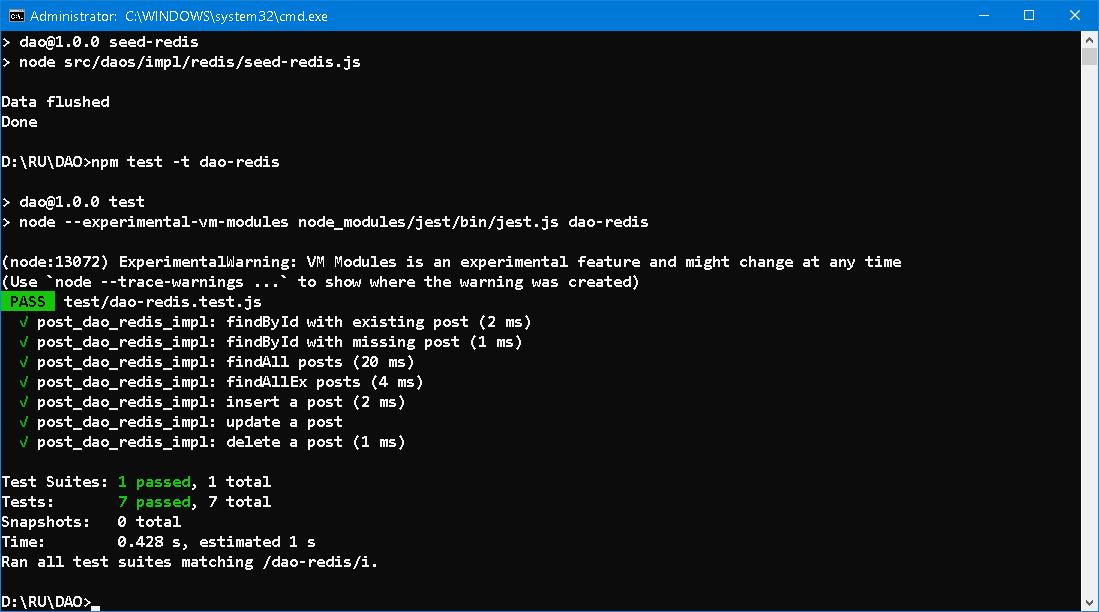 Administrator: C:\WINDOWS\system32\cmd.exe
> dao@1.0.0 seed-redis
> node src/daos/impl/redis/seed-redis.js
Data flushed
Done
D:\RU\DAO>npm test -t dao-redis
> dao@1.0.0 test
> node --experimental-vm-modules node_modules/jest/bin/jest.js dao-redis
(node:13072) ExperimentalWarning: VM Modules is an experimental feature and might change at any time
(Use `node --trace-warnings ...` to show where the warning was created)
PASS test/dao-redis.test.js
√ post_dao_redis_impl: findById with existing post (2 ms)
√ post_dao_redis_impl: findById with missing post (1 ms)
√ post_dao_redis_impl: findAll posts (20 ms)
√ post_dao_redis_impl: findAllEx posts (4 ms)
√ post_dao_redis_impl: insert a post (2 ms)
√ post_dao_redis_impl: update a post
√ post_dao_redis_impl: delete a post (1 ms)
Test Suites: 1 passed, 1 total
Tests: 7 passed, 7 total
Snapshots: 0 total
Time: 0.428 s, estimated 1 s
Ran all test suites matching /dao-redis/i.
D:\RU\DAO>